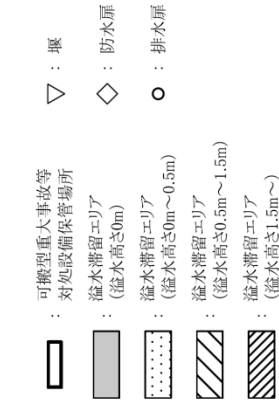 ： 可搬型重大事故等
対処設備保管場所
： 溢水滞留エリア
(溢水高さ0m)
： 溢水滞留エリア
(溢水高さ0m～0.5m)
： 溢水滞留エリア
(溢水高さ0.5m～1.5m)
： 溢水滞留エリア
(溢水高さ1.5m～)
： 堰
： 防水扉
： 排水扉